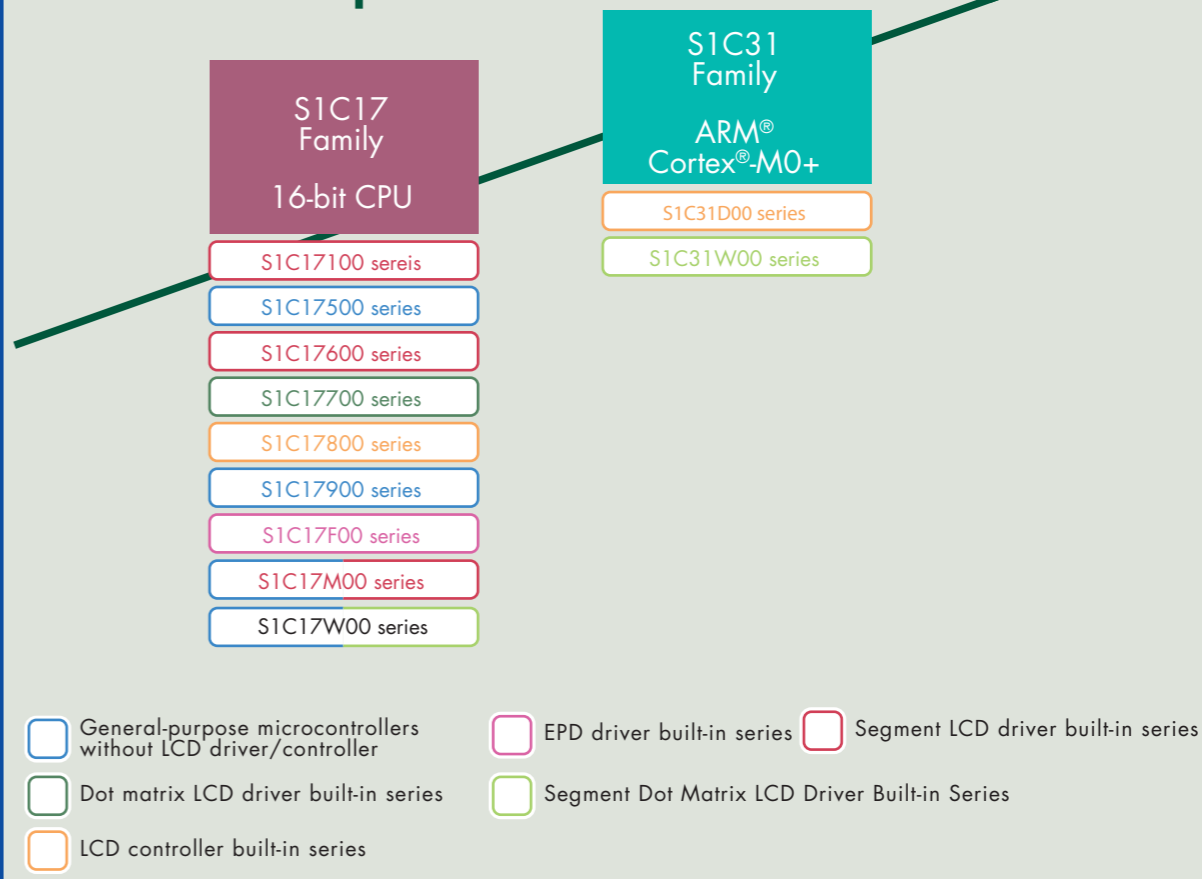 S1C17
Family
16-bit CPU
S1C17100 sereis
S1C17500 series
S1C17600 series
S1C17700 series
S1C17800 series
S1C17900 series
S1C17F00 series
S1C17M00 series
S1C17W00 series
S1C31
Family
ARM®
Cortex®-M0+
S1C31D00 series
S1C31W00 series
General-purpose microcontrollers
without LCD driver/controller
EPD driver built-in series
Segment LCD driver built-in series
Dot matrix LCD driver built-in series
Segment Dot Matrix LCD Driver Built-in Series
LCD controller built-in series